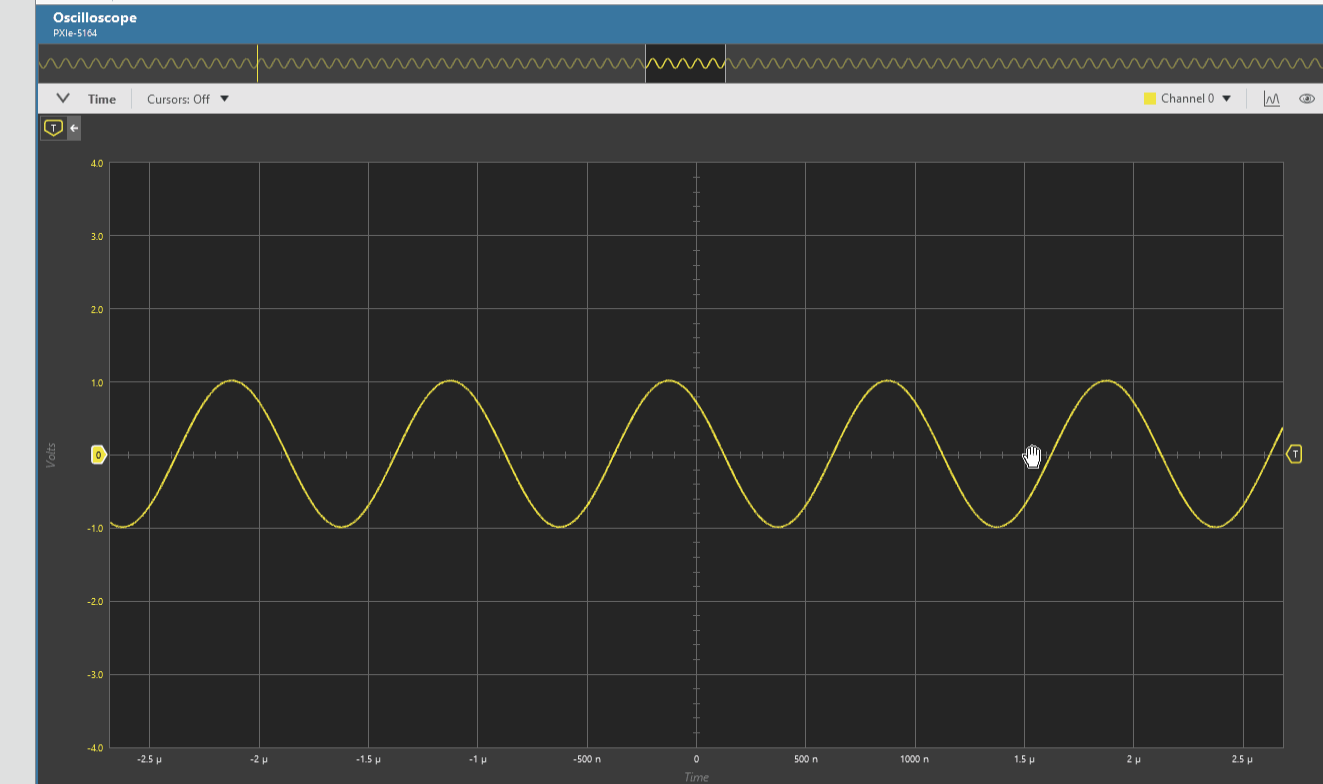 Oscilloscope
PXIe-5164
Time Cursors: Off Channel 0
T
4.0
3.0
2.0
1.0
Volts 0 T
-1.0
-2.0
-3.0
-4.0
-2.5 µ -2 µ -1.5 µ -1 µ -500 n 0 500 n 1000 n 1.5 µ 2 µ 2.5 µ
Time